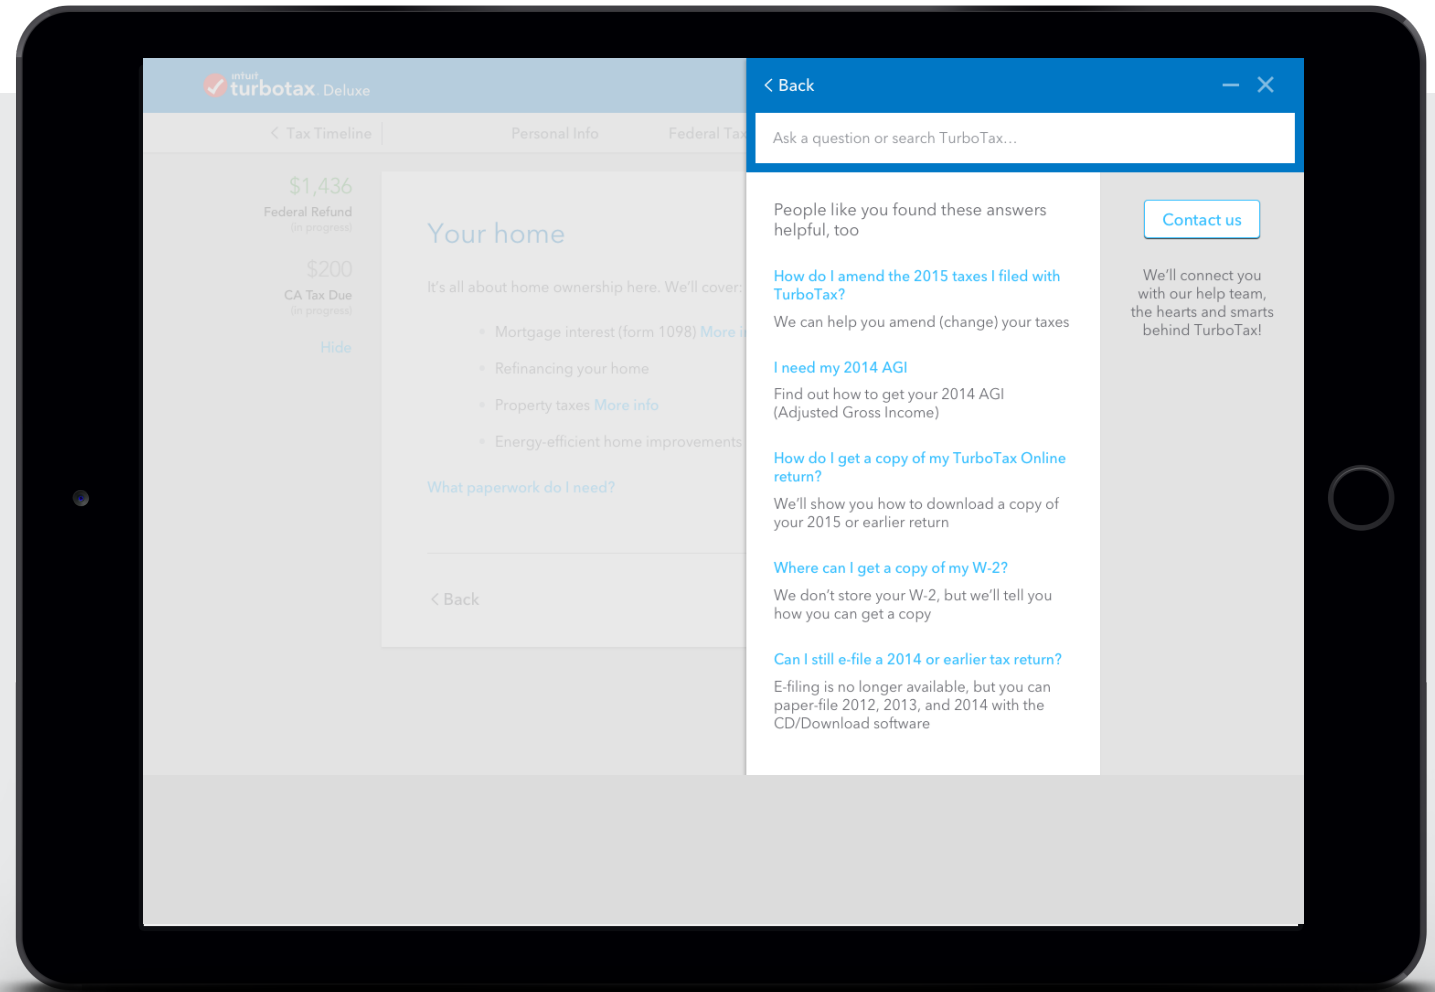 intuit
turbotax Deluxe
Tax Timeline
Personal Info
Federal Tax
$1,436
Federal Refund
(in progress)
$200
CA Tax Due
(in progress)
Hide
Your home
It's all about home ownership here. We'll cover:
• Mortgage interest (form 1098) More
• Refinancing your home
• Property taxes More info
• Energy-efficient home improvements
What paperwork do I need?
< Back
< Back
Ask a question or search TurboTax...
People like you found these answers
helpful, too
How do I amend the 2015 taxes I filed with
TurboTax?
We can help you amend (change) your taxes
I need my 2014 AGI
Find out how to get your 2014 AGI
(Adjusted Gross Income)
How do I get a copy of my TurboTax Online
return?
We'll show you how to download a copy of
your 2015 or earlier return
Where can I get a copy of my W-2?
We don't store your W-2, but we'll tell you
how you can get a copy
Can I still e-file a 2014 or earlier tax return?
E-filing is no longer available, but you can
paper-file 2012, 2013, and 2014 with the
CD/Download software
Contact us
We'll connect you
with our help team,
the hearts and smarts
behind TurboTax!